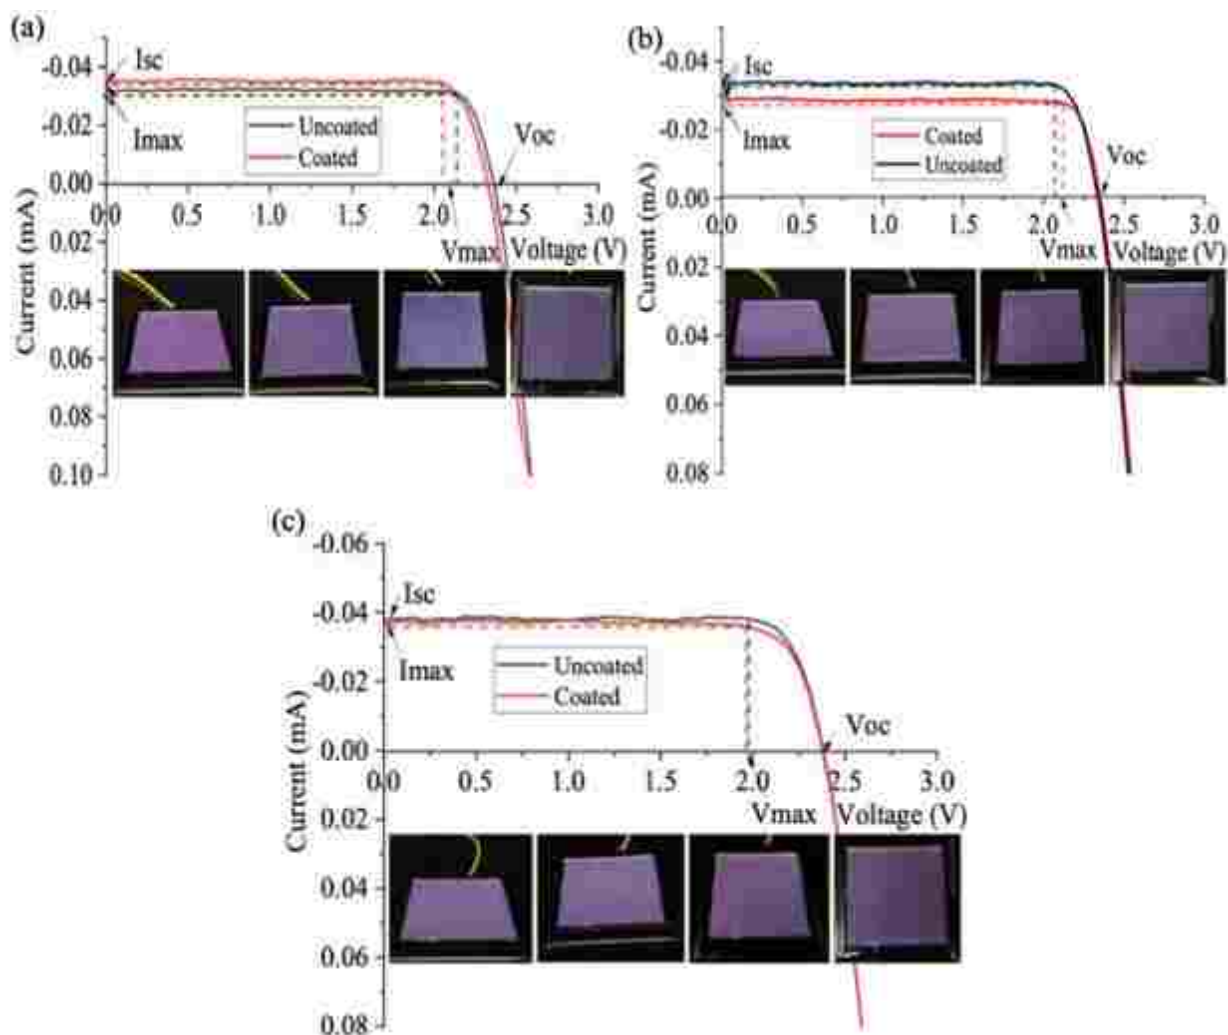 (a)
-0.04
-0.02
0.00
0.02
0.04
0.06
0.08
0.10
Current (mA)
Isc
Imax
Uncoated
Coated
Voc
0.0 0.5 1.0 1.5 2.0 2.5 3.0
Vmax Voltage (V)
(b)
-0.04
-0.02
0.00
0.02
0.04
0.06
0.08
Current (mA)
Isc
Imax
Coated
Uncoated
Voc
0.0 0.5 1.0 1.5 2.0 2.5 3.0
Vmax Voltage (V)
(c)
-0.06
-0.04
-0.02
0.00
0.02
0.04
0.06
0.08
Current (mA)
Isc
Imax
Uncoated
Coated
Voc
0.0 0.5 1.0 1.5 2.0 2.5 3.0
Vmax Voltage (V)